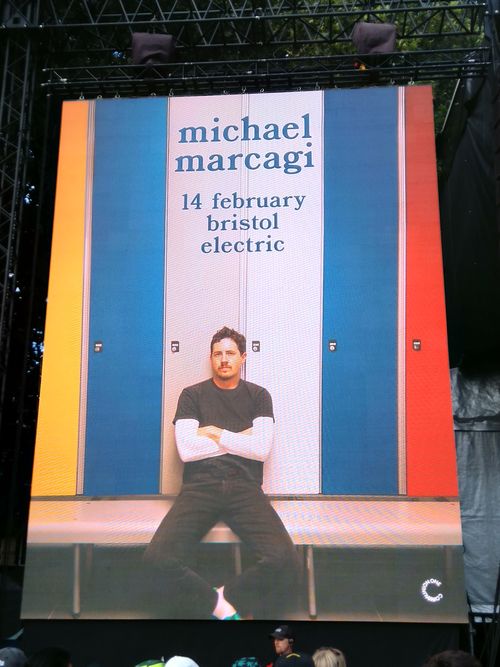 michael
marcagi
14 february
bristol
electric